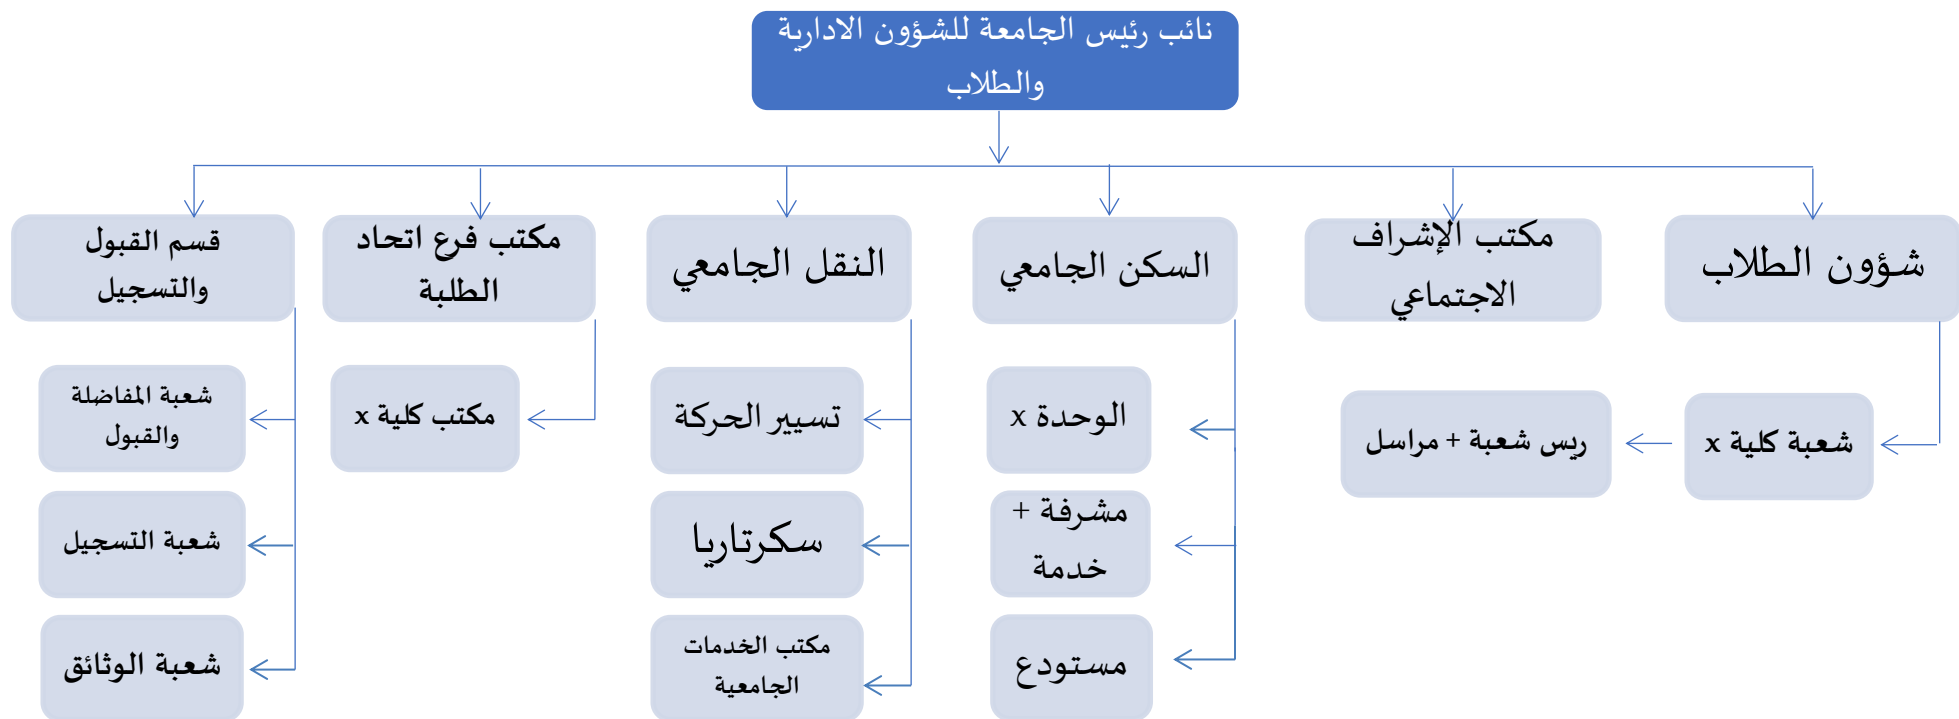 نائب رئيس الجامعة للشؤون الادارية
والطلاب
شؤون الطلاب
مكتب الإشراف
الاجتماعي
السكن الجامعي
النقل الجامعي
مكتب فرع اتحاد
الطلبة
قسم القبول
والتسجيل
شعبة كلية x
ريس شعبة + مراسل
الوحدة x
تسيير الحركة
مكتب كلية x
شعبة المفاضلة
والقبول
مشرفة +
خدمة
سكرتاريا
شعبة التسجيل
مستودع
مكتب الخدمات
الجامعية
شعبة الوثائق